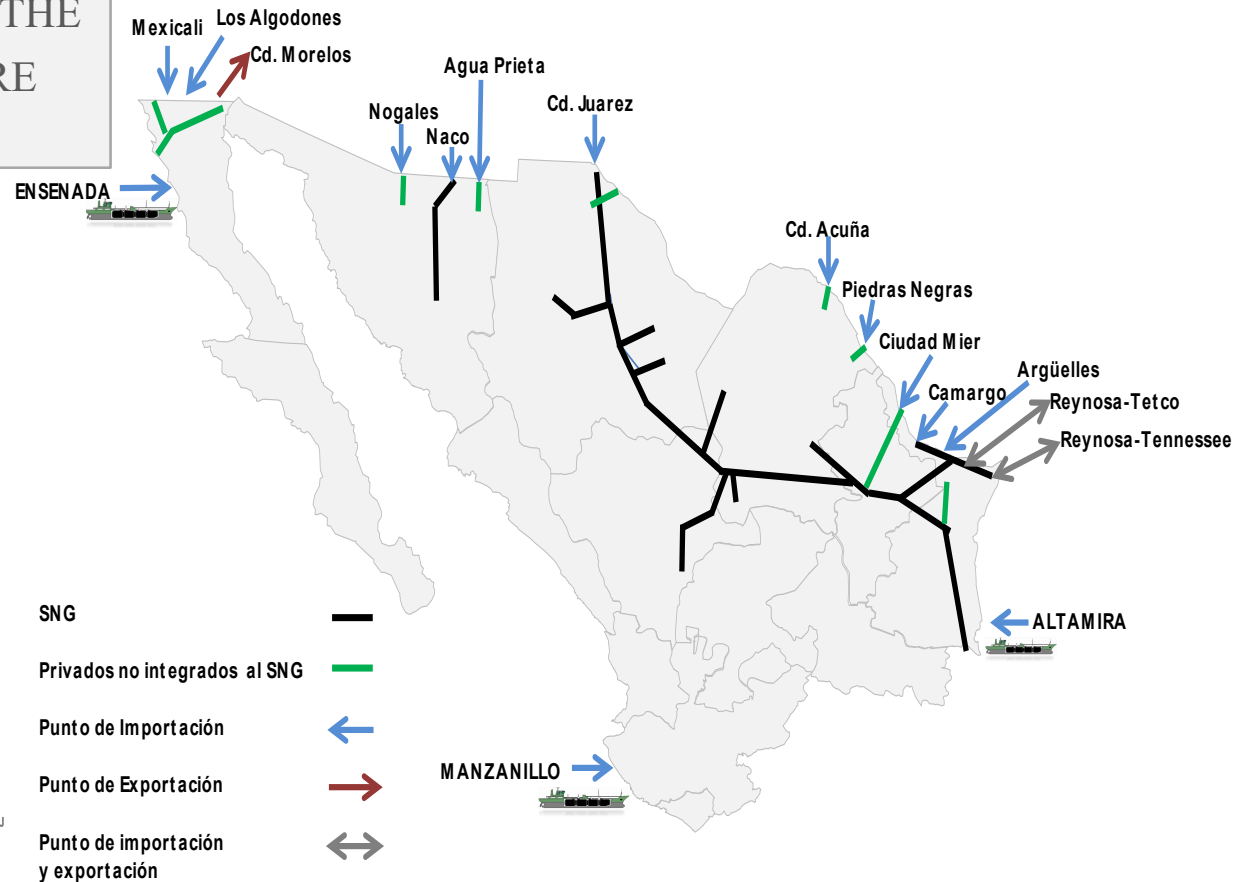 THE
RE
Mexicali
Los Algodones
Cd. Morelos
Agua Prieta
Nogales
Naco
Cd. Juarez
ENSENADA
Cd. Acuña
Piedras Negras
Ciudad Mier
Argüelles
Camargo
Reynosa-Tetco
Reynosa-Tennessee
SNG
ALTAMIRA
Privados no integrados al SNG
Punto de Importación
MANZANILLO
Punto de Exportación
Punto de importación
y exportación